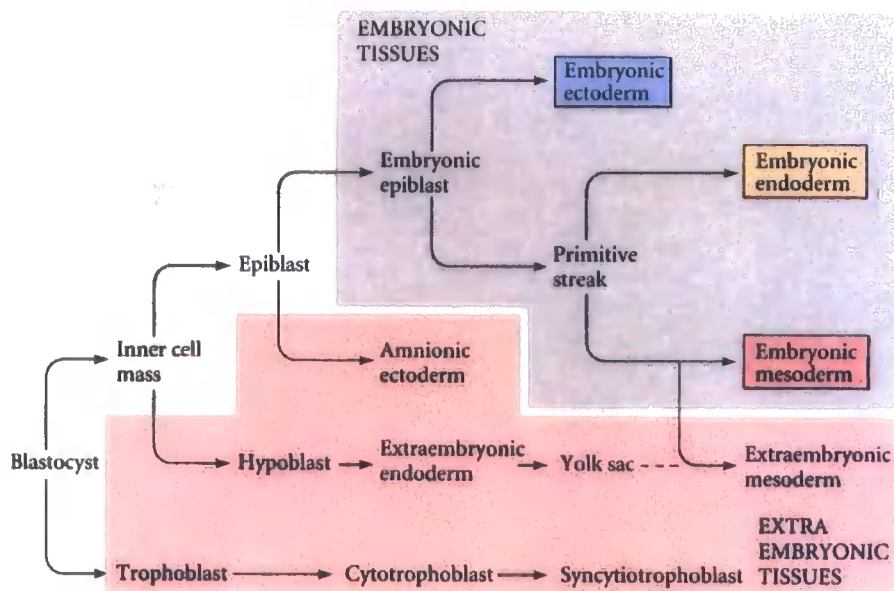 EMBRYONIC
TISSUES
Embryonic
ectoderm
Embryonic
epiblast
Embryonic
endoderm
Epiblast
Primitive
streak
Inner cell
mass
Amnionic
ectoderm
Embryonic
mesoderm
Blastocyst
Hypoblast
Extraembryonic
endoderm
Yolk sac
Extraembryonic
mesoderm
Trophoblast
Cytotrophoblast
Syncytiotrophoblast
EXTRA
EMBRYONIC
TISSUES